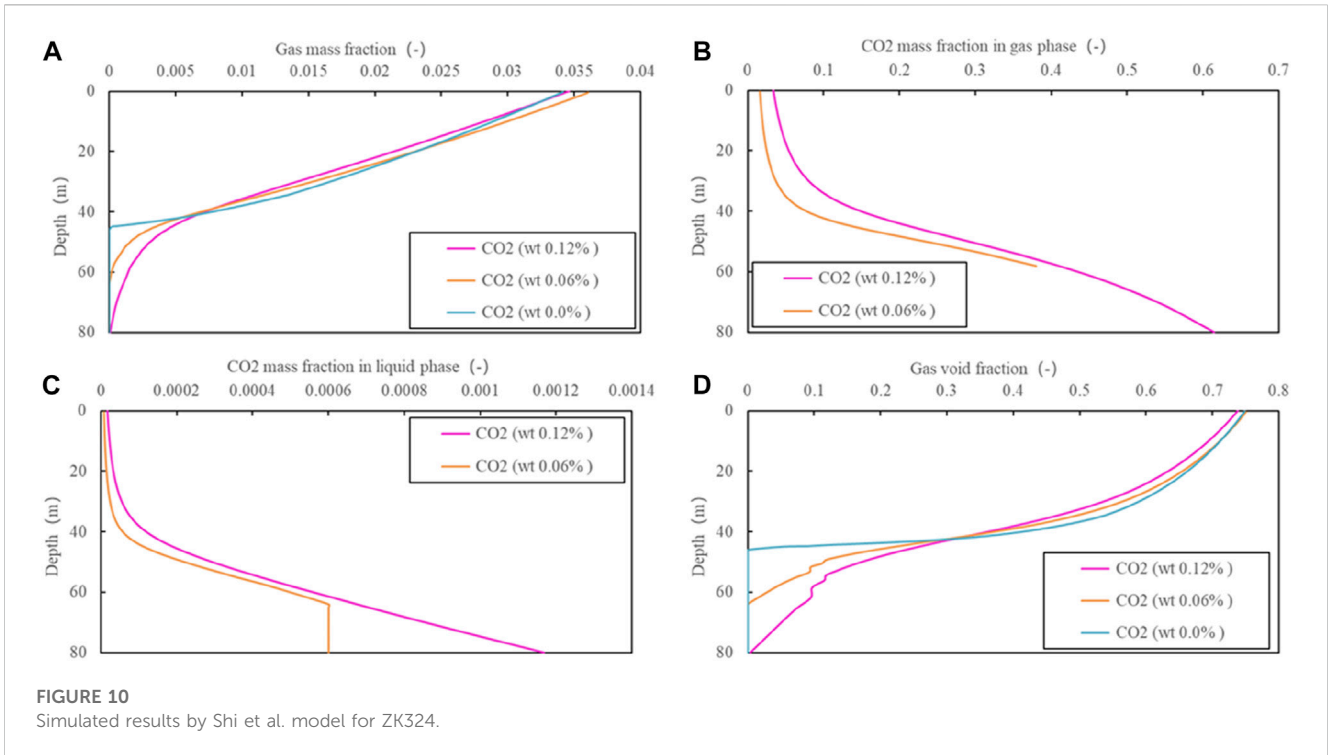 A
Gas mass fraction (-)
0 0.005 0.01 0.015 0.02 0.025 0.03 0.035 0.04
0
20
40
60
80
Depth (m)
CO2 (wt 0.12% )
CO2 (wt 0.06% )
CO2 (wt 0.0% )
B
CO2 mass fraction in gas phase (-)
0 0.1 0.2 0.3 0.4 0.5 0.6 0.7
0
20
40
60
80
Depth (m)
CO2 (wt 0.12% )
CO2 (wt 0.06% )
C
CO2 mass fraction in liquid phase (-)
0 0.0002 0.0004 0.0006 0.0008 0.001 0.0012 0.0014
0
20
40
60
80
Depth (m)
CO2 (wt 0.12% )
CO2 (wt 0.06% )
D
Gas void fraction (-)
0 0.1 0.2 0.3 0.4 0.5 0.6 0.7 0.8
0
20
40
60
80
Depth (m)
CO2 (wt 0.12% )
CO2 (wt 0.06% )
CO2 (wt 0.0% )
FIGURE 10
Simulated results by Shi et al. model for ZK324.